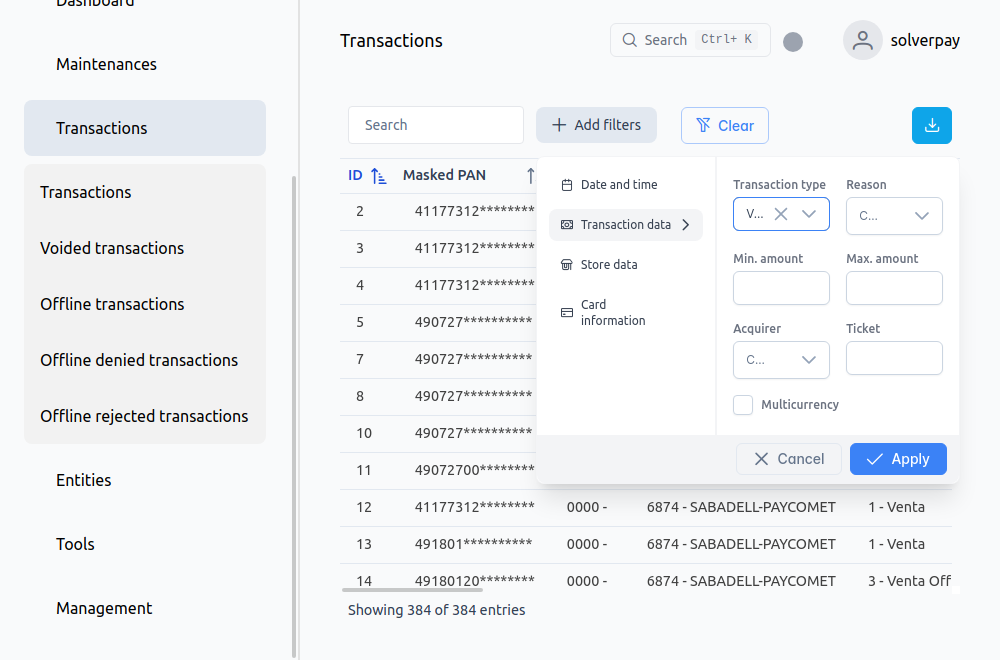 Dashboard
Maintenances
Transactions
Transactions
Voided transactions
Offline transactions
Offline denied transactions
Offline rejected transactions
Entities
Tools
Management
Transactions
Search Ctrl+ K
solverpay
Search
Add filters
Clear
ID Masked PAN
2 41177312********
3 41177312********
4 41177312********
5 490727**********
7 490727**********
8 490727**********
10 490727**********
11 49072700********
12 41177312******** 0000 - 6874 - SABADELL-PAYCOMET 1 - Venta
13 491801********** 0000 - 6874 - SABADELL-PAYCOMET 1 - Venta
14 49180120******** 0000 - 6874 - SABADELL-PAYCOMET 3 - Venta Off
Showing 384 of 384 entries
Date and time
Transaction data
Store data
Card
information
Transaction type Reason
V... C...
Min. amount Max. amount
Acquirer Ticket
C...
Multicurrency
Cancel Apply